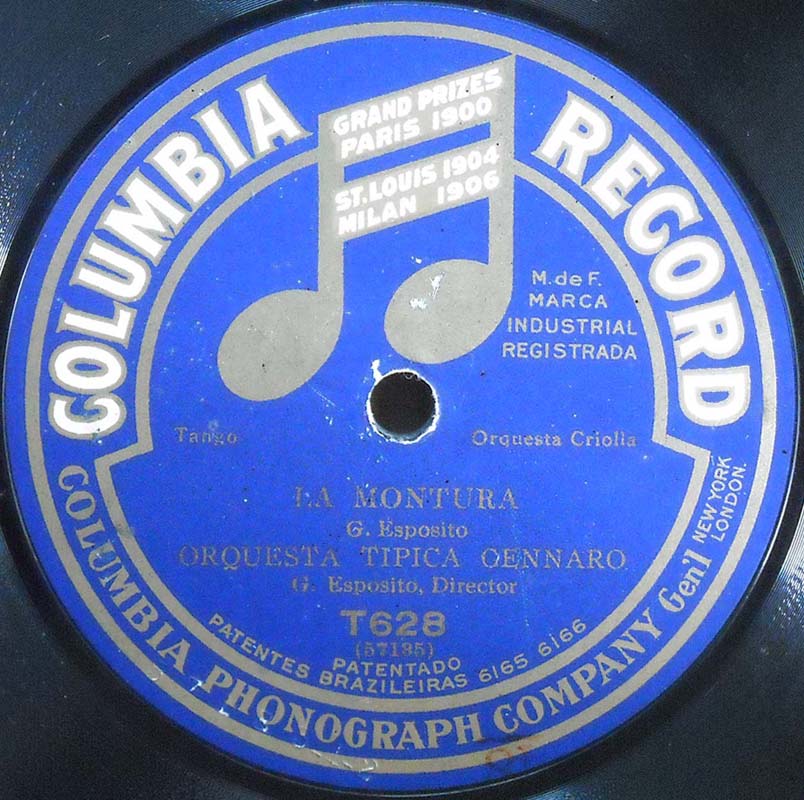 COLUMBIA RECORD
GRAND PRIZES
PARIS 1900
ST. LOUIS 1904
MILAN 1906
M. de F.
MARCA
INDUSTRIAL
REGISTRADA
Tango
Orquesta Criolla
LA MONTURA
G. Esposito
ORQUESTA TIPICA GENNARO
G. Esposito, Director
T628
(57185)
PATENTADO
PATENTES BRAZILEIRAS 6165 6166
COLUMBIA PHONOGRAPH COMPANY Gen'l NEW YORK
LONDON.